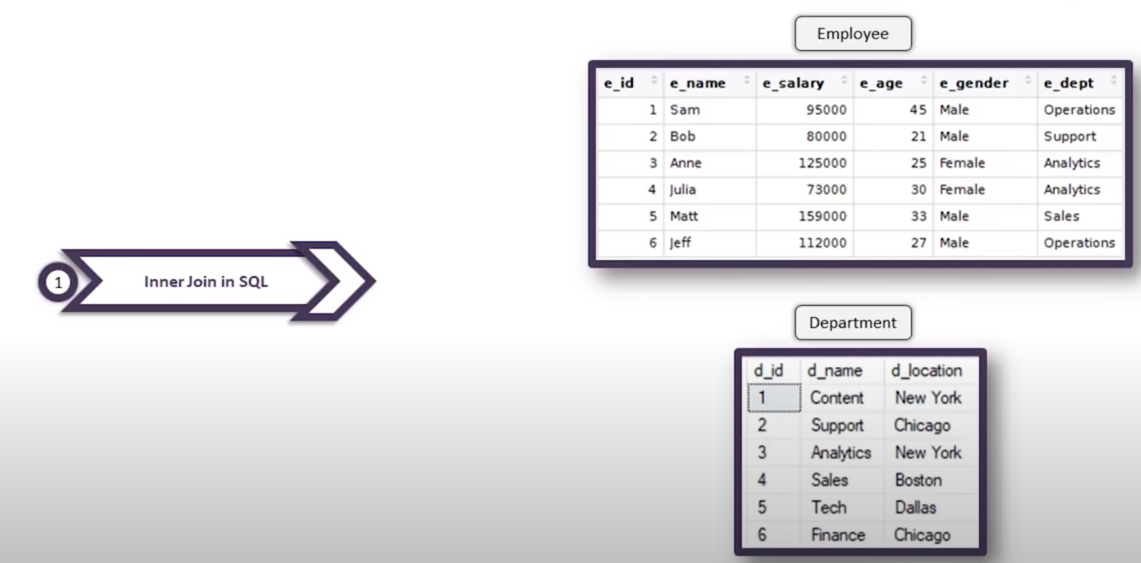 Employee
e_id e_name e_salary e_age e_gender e_dept
1 Sam 95000 45 Male Operations
2 Bob 80000 21 Male Support
3 Anne 125000 25 Female Analytics
4 Julia 73000 30 Female Analytics
5 Matt 159000 33 Male Sales
6 Jeff 112000 27 Male Operations
1 Inner Join in SQL
Department
d_id d_name d_location
1 Content New York
2 Support Chicago
3 Analytics New York
4 Sales Boston
5 Tech Dallas
6 Finance Chicago